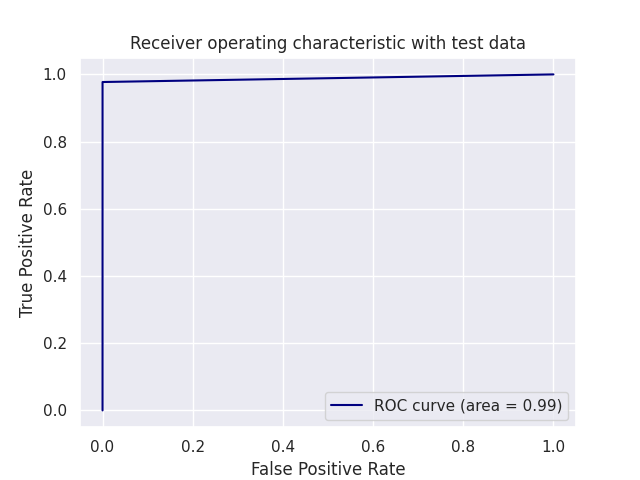 Receiver operating characteristic with test data
1.0
0.8
0.6
0.4
0.2
0.0
True Positive Rate
ROC curve (area = 0.99)
0.0 0.2 0.4 0.6 0.8 1.0
False Positive Rate